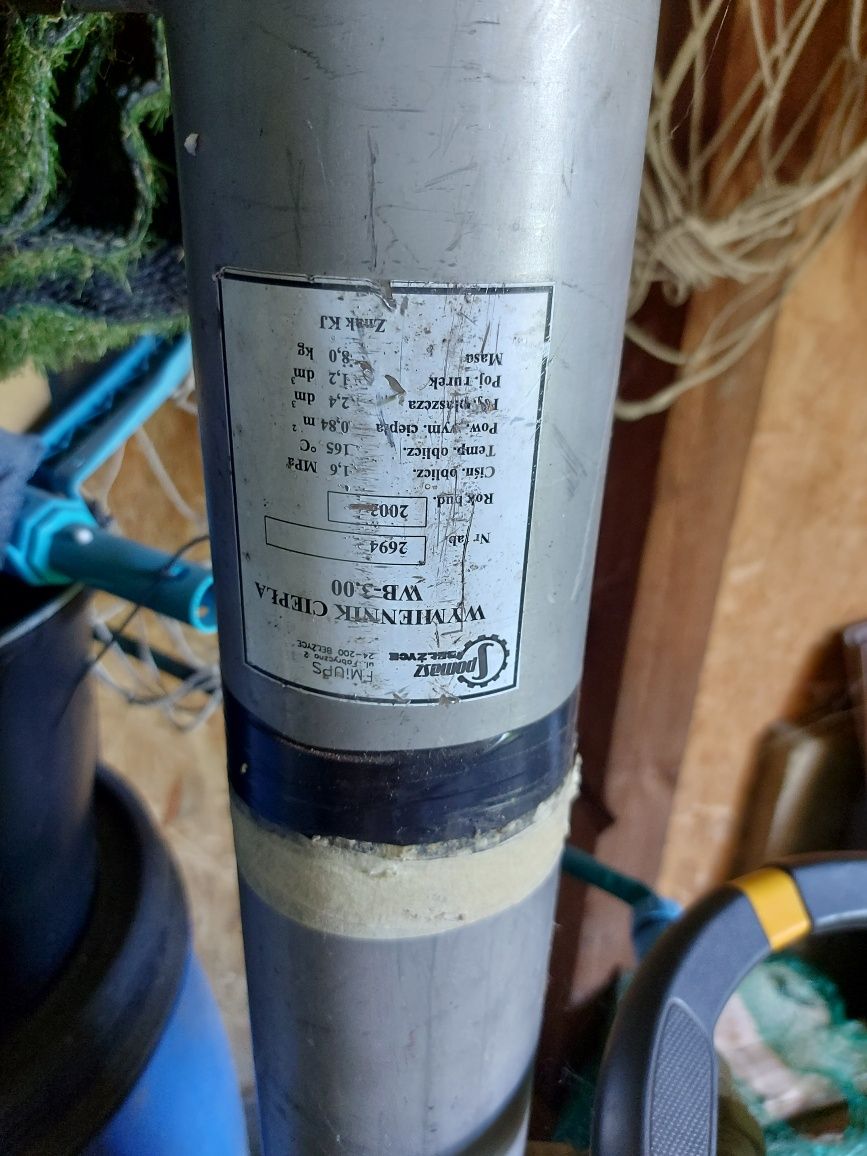 Spomasz
BEŁŻYCE
FMiUPS
ul. Fabryczna 2
24-200 BEŁŻYCE
WYMIENNIK CIEPŁA
WB-3.00
Nr fab. 2694
Rok bud. 2002
Ciśn. oblicz. 1,6 MPa
Temp. oblicz. 165 °C
Pow. wym. ciepła 0,84 m²
Poj. płaszcza 2,4 dm³
Poj. rurek 1,2 dm³
Masa 8,0 kg
Znak KJ